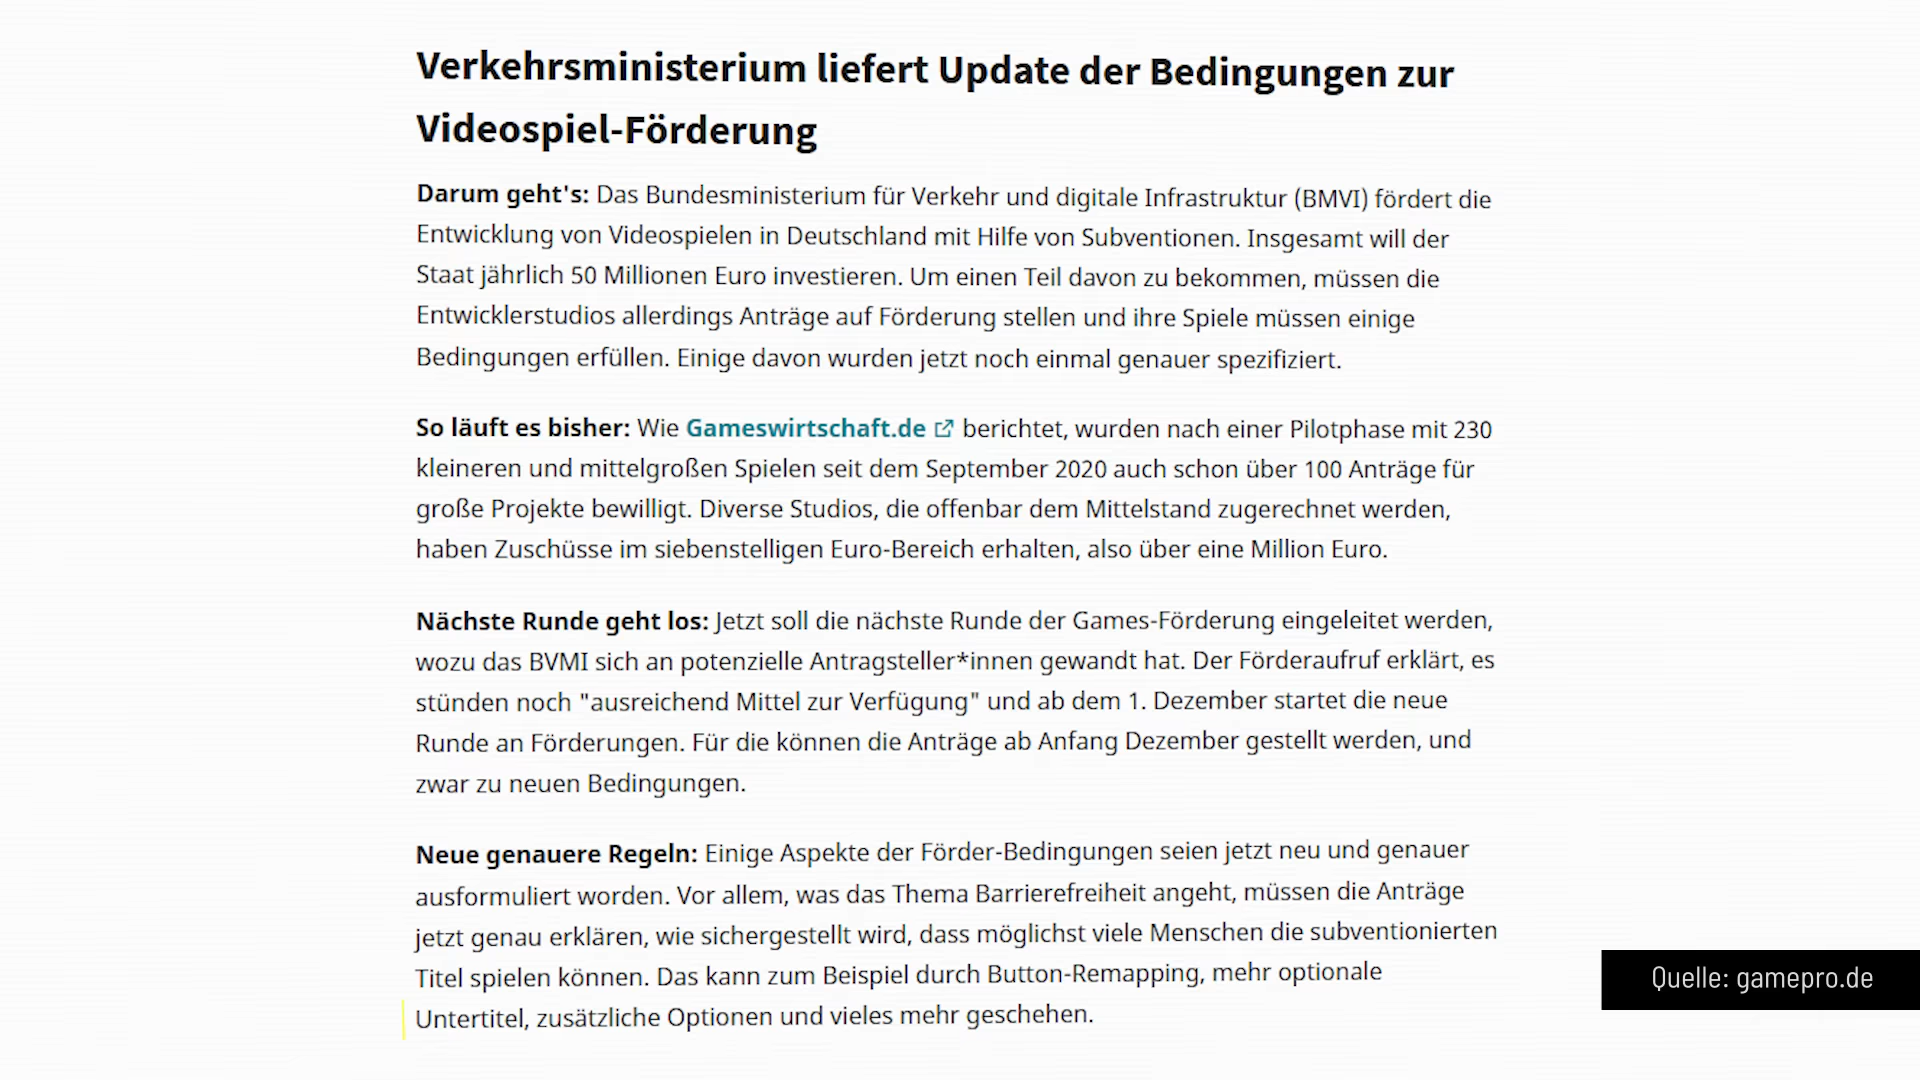 Verkehrsministerium liefert Update der Bedingungen zur
Videospiel-Förderung
Darum geht's: Das Bundesministerium für Verkehr und digitale Infrastruktur (BMVI) fördert die
Entwicklung von Videospielen in Deutschland mit Hilfe von Subventionen. Insgesamt will der
Staat jährlich 50 Millionen Euro investieren. Um einen Teil davon zu bekommen, müssen die
Entwicklerstudios allerdings Anträge auf Förderung stellen und ihre Spiele müssen einige
Bedingungen erfüllen. Einige davon wurden jetzt noch einmal genauer spezifiziert.
So läuft es bisher: Wie Gameswirtschaft.de berichtet, wurden nach einer Pilotphase mit 230
kleineren und mittelgroßen Spielen seit dem September 2020 auch schon über 100 Anträge für
große Projekte bewilligt. Diverse Studios, die offenbar dem Mittelstand zugerechnet werden,
haben Zuschüsse im siebenstelligen Euro-Bereich erhalten, also über eine Million Euro.
Nächste Runde geht los: Jetzt soll die nächste Runde der Games-Förderung eingeleitet werden,
wozu das BVMI sich an potenzielle Antragsteller*innen gewandt hat. Der Förderaufruf erklärt, es
stünden noch "ausreichend Mittel zur Verfügung" und ab dem 1. Dezember startet die neue
Runde an Förderungen. Für die können die Anträge ab Anfang Dezember gestellt werden, und
zwar zu neuen Bedingungen.
Neue genauere Regeln: Einige Aspekte der Förder-Bedingungen seien jetzt neu und genauer
ausformuliert worden. Vor allem, was das Thema Barrierefreiheit angeht, müssen die Anträge
jetzt genau erklären, wie sichergestellt wird, dass möglichst viele Menschen die subventionierten
Titel spielen können. Das kann zum Beispiel durch Button-Remapping, mehr optionale
Untertitel, zusätzliche Optionen und vieles mehr geschehen.
Quelle: gamepro.de